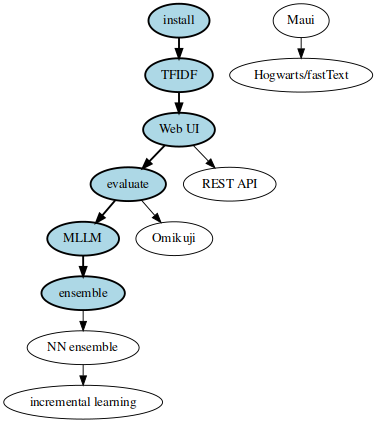 install
Maui
TFIDF
Hogwarts/fastText
Web UI
evaluate
REST API
MLLM
Omikuji
ensemble
NN ensemble
incremental learning